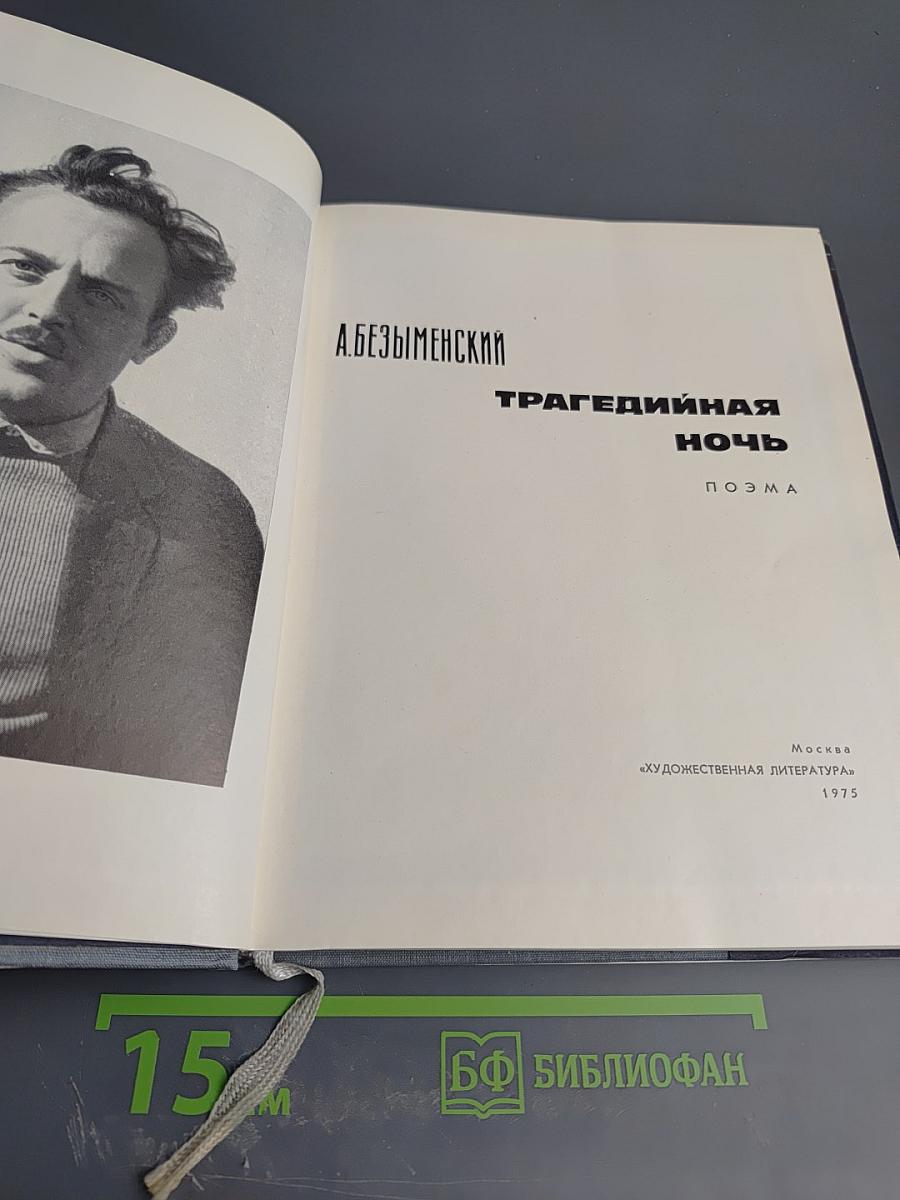 А.БЕЗЫМЕНСКИЙ
ТРАГЕДИЙНАЯ
НОЧЬ
ПОЭМА
Москва
«ХУДОЖЕСТВЕННАЯ ЛИТЕРАТУРА»
1975
15
БФ БИБЛИОФАН